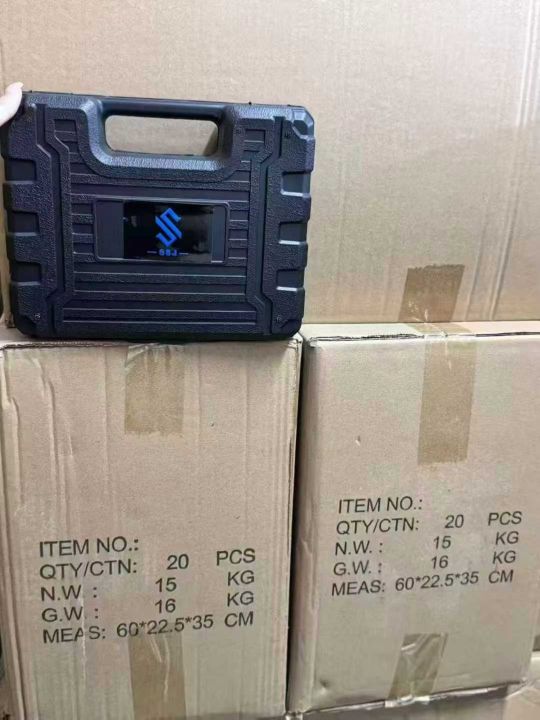 SBJ
ITEM NO.:
QTY/CTN: 20 PCS
N.W. : 15 KG
G.W. : 16 KG
MEAS: 60*22.5*35 CM
ITEM NO.:
QTY/CTN: 20 PCS
N.W. : 15 KG
G.W. : 16 KG
MEAS: 60*22.5*35 CM